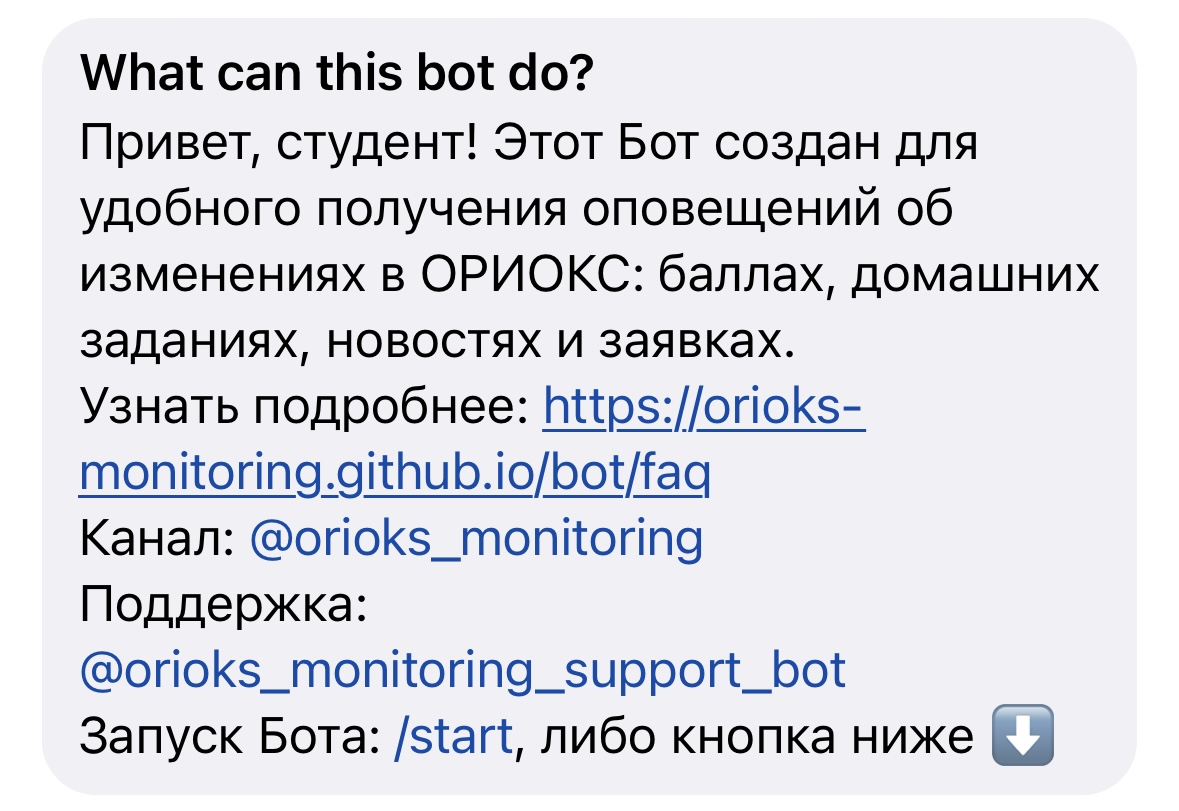 What can this bot do?
Привет, студент! Этот Бот создан для
удобного получения оповещений об
изменениях в ОРИОКС: баллах, домашних
заданиях, новостях и заявках.
Узнать подробнее: https://orioks-
monitoring.github.io/bot/faq
Канал: @orioks_monitoring
Поддержка:
@orioks_monitoring_support_bot
Запуск Бота: /start, либо кнопка ниже ⬇️